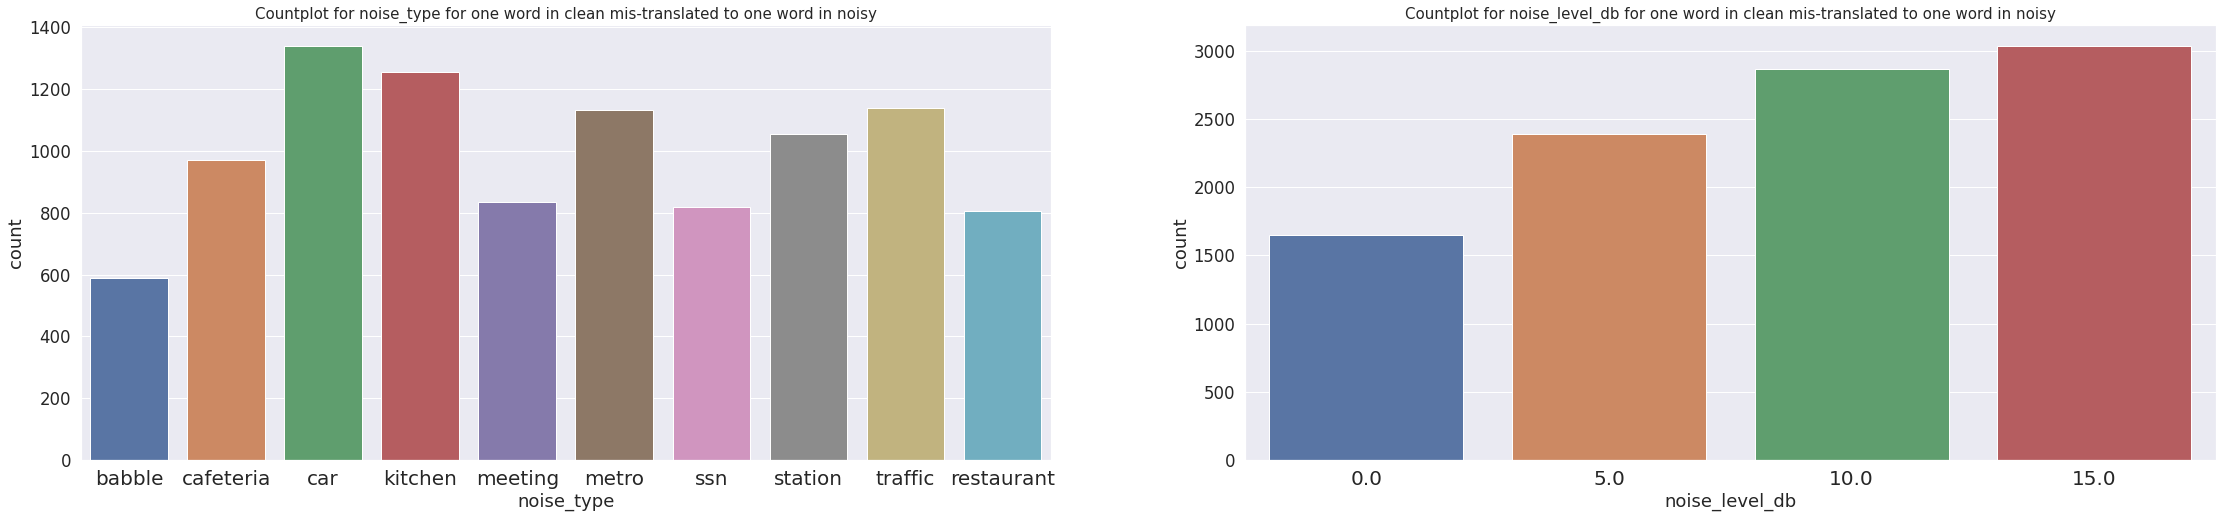 Countplot for noise_type for one word in clean mis-translated to one word in noisy
1400
1200
1000
800
600
400
200
0
count
babble cafeteria car kitchen meeting metro ssn station traffic restaurant
noise_type
Countplot for noise_level_db for one word in clean mis-translated to one word in noisy
3000
2500
2000
1500
1000
500
0
count
0.0 5.0 10.0 15.0
noise_level_db